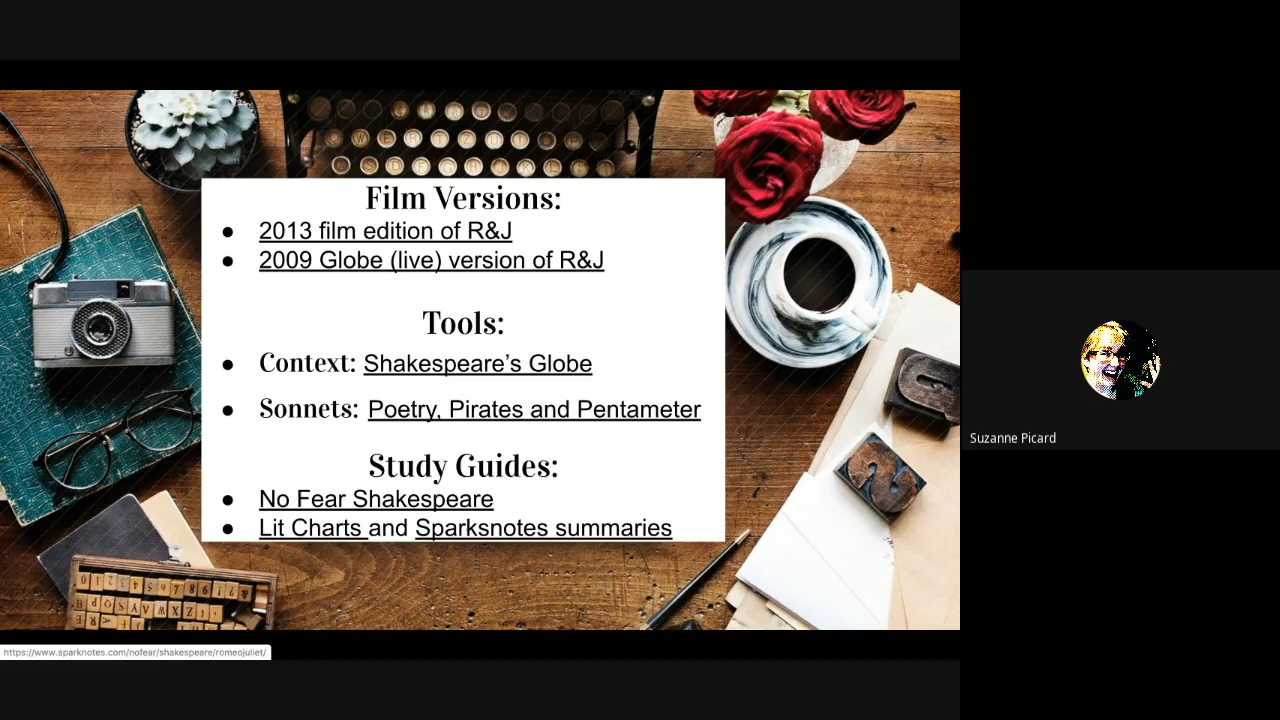 Film Versions:
● 2013 film edition of R&J
● 2009 Globe (live) version of R&J
Tools:
● Context: Shakespeare's Globe
● Sonnets: Poetry, Pirates and Pentameter
Study Guides:
● No Fear Shakespeare
● Lit Charts and Sparksnotes summaries
Suzanne Picard
https://www.sparknotes.com/nofear/shakespeare/romeojuliet/